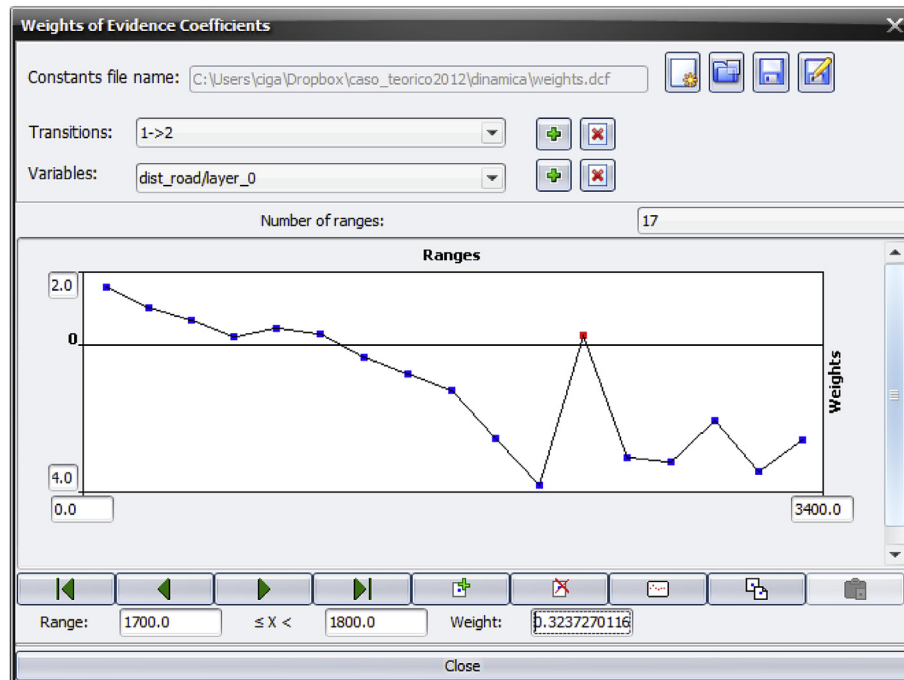 Weights of Evidence Coefficients
Constants file name: C:\Users\ciga\Dropbox\caso_teorico2012\dinamica\weights.dcf
Transitions: 1->2
Variables: dist_road/layer_0
Number of ranges: 17
Ranges
2.0
0
Weights
4.0
0.0 3400.0
Range: 1700.0 ≤ X < 1800.0 Weight: 0.3237270116
Close